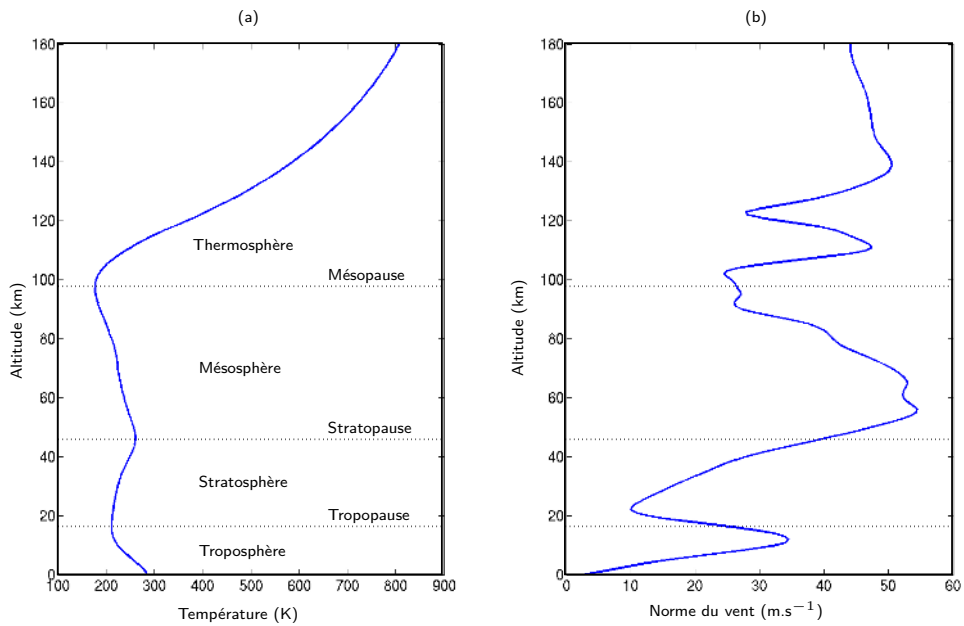 (a)
180
160
140
120
100
80
60
40
20
0
Altitude (km)
Thermosphère
Mésopause
Mésosphère
Stratopause
Stratosphère
Tropopause
Troposphère
100 200 300 400 500 600 700 800 900
Température (K)
(b)
180
160
140
120
100
80
60
40
20
0
Altitude (km)
0 10 20 30 40 50 60
Norme du vent (m.s⁻¹)